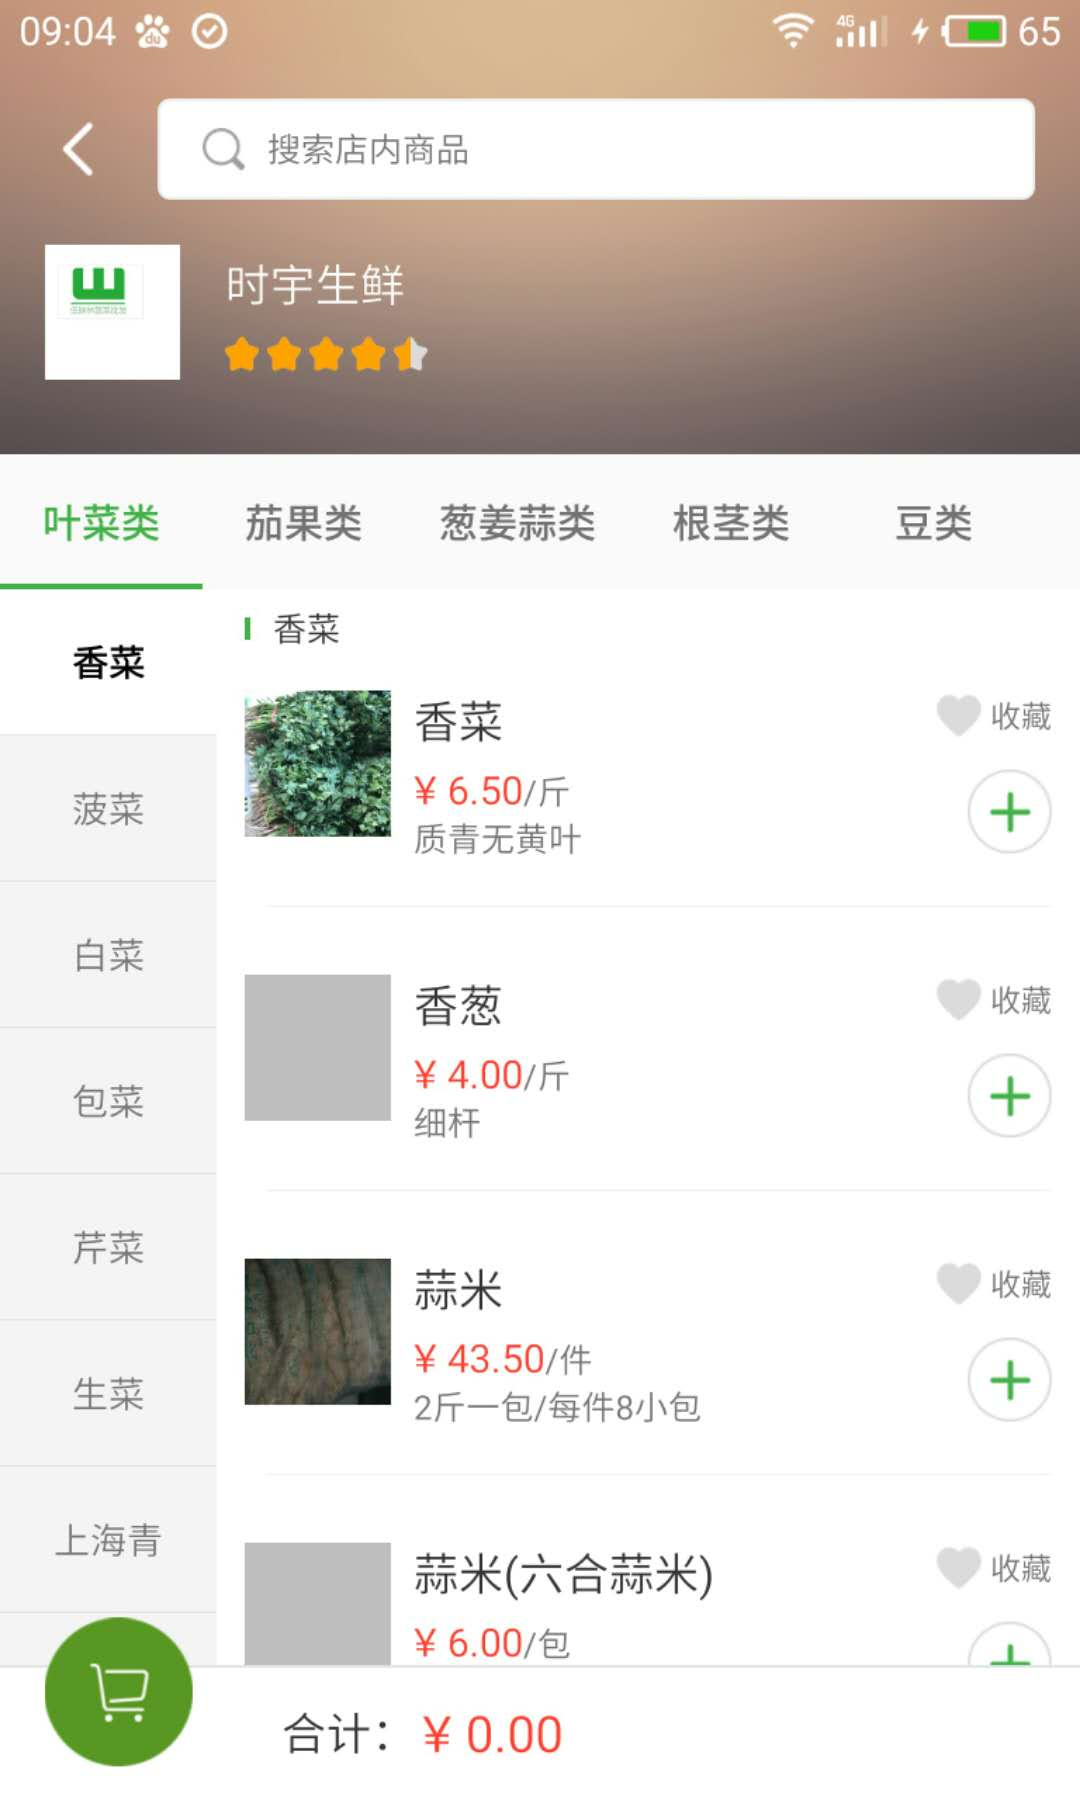 09:04
du
4G
65
搜索店内商品
时宇生鲜
叶菜类 茄果类 葱姜蒜类 根茎类 豆类
香菜
菠菜
白菜
包菜
芹菜
生菜
上海青
香菜
香菜
收藏
¥ 6.50/斤
质青无黄叶
香葱
收藏
¥ 4.00/斤
细杆
蒜米
收藏
¥ 43.50/件
2斤一包/每件8小包
蒜米(六合蒜米)
收藏
¥ 6.00/包
合计： ¥ 0.00